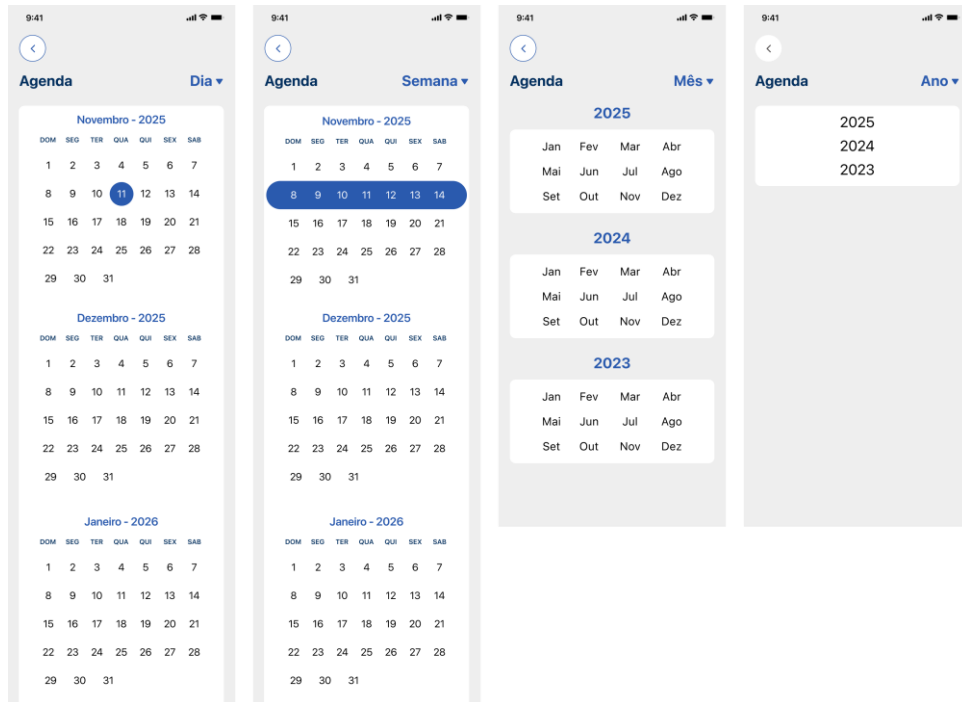 9:41
Agenda Dia ▾
Novembro - 2025
DOM SEG TER QUA QUI SEX SAB
1 2 3 4 5 6 7
8 9 10 11 12 13 14
15 16 17 18 19 20 21
22 23 24 25 26 27 28
29 30 31
Dezembro - 2025
DOM SEG TER QUA QUI SEX SAB
1 2 3 4 5 6 7
8 9 10 11 12 13 14
15 16 17 18 19 20 21
22 23 24 25 26 27 28
29 30 31
Janeiro - 2026
DOM SEG TER QUA QUI SEX SAB
1 2 3 4 5 6 7
8 9 10 11 12 13 14
15 16 17 18 19 20 21
22 23 24 25 26 27 28
29 30 31
9:41
Agenda Semana ▾
Novembro - 2025
DOM SEG TER QUA QUI SEX SAB
1 2 3 4 5 6 7
8 9 10 11 12 13 14
15 16 17 18 19 20 21
22 23 24 25 26 27 28
29 30 31
Dezembro - 2025
DOM SEG TER QUA QUI SEX SAB
1 2 3 4 5 6 7
8 9 10 11 12 13 14
15 16 17 18 19 20 21
22 23 24 25 26 27 28
29 30 31
Janeiro - 2026
DOM SEG TER QUA QUI SEX SAB
1 2 3 4 5 6 7
8 9 10 11 12 13 14
15 16 17 18 19 20 21
22 23 24 25 26 27 28
29 30 31
9:41
Agenda Mês ▾
2025
Jan Fev Mar Abr
Mai Jun Jul Ago
Set Out Nov Dez
2024
Jan Fev Mar Abr
Mai Jun Jul Ago
Set Out Nov Dez
2023
Jan Fev Mar Abr
Mai Jun Jul Ago
Set Out Nov Dez
9:41
Agenda Ano ▾
2025
2024
2023